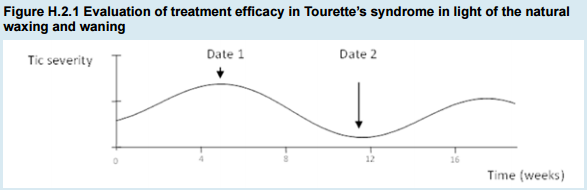 Figure H.2.1 Evaluation of treatment efficacy in Tourette's syndrome in light of the natural
waxing and waning
Tic severity
Date 1
Date 2
0
4
8
12
16
Time (weeks)